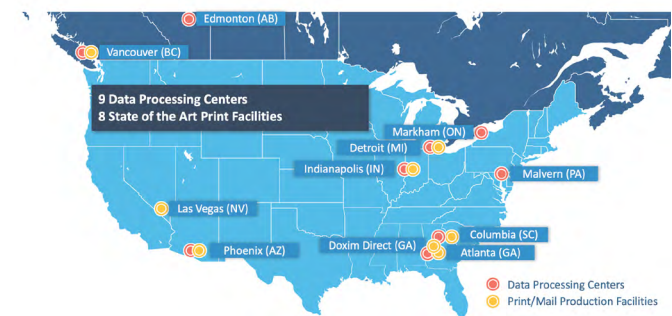 Edmonton (AB)
Vancouver (BC)
9 Data Processing Centers
8 State of the Art Print Facilities
Markham (ON)
Detroit (MI)
Indianapolis (IN)
Malvern (PA)
Las Vegas (NV)
Columbia (SC)
Doxim Direct (GA)
Phoenix (AZ)
Atlanta (GA)
Data Processing Centers
Print/Mail Production Facilities